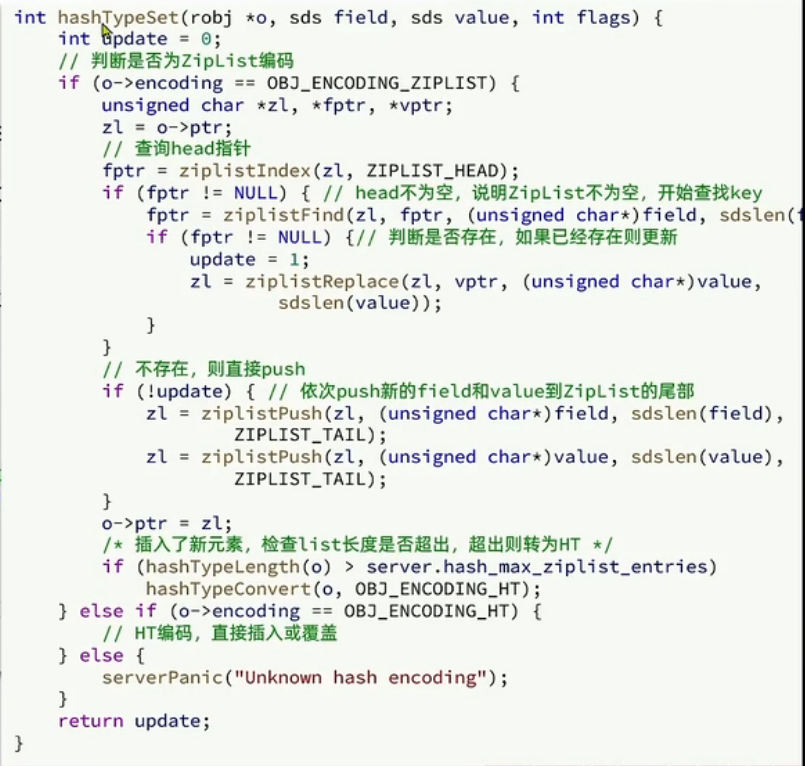 int hashTypeSet(robj *o, sds field, sds value, int flags) {
    int update = 0;
    // 判断是否为ZipList编码
    if (o->encoding == OBJ_ENCODING_ZIPLIST) {
        unsigned char *zl, *fptr, *vptr;
        zl = o->ptr;
        // 查询head指针
        fptr = ziplistIndex(zl, ZIPLIST_HEAD);
        if (fptr != NULL) { // head不为空，说明ZipList不为空，开始查找key
            fptr = ziplistFind(zl, fptr, (unsigned char*)field, sdslen(
            if (fptr != NULL) {// 判断是否存在，如果已经存在则更新
                update = 1;
                zl = ziplistReplace(zl, vptr, (unsigned char*)value,
                        sdslen(value));
            }
        }
        // 不存在，则直接push
        if (!update) { // 依次push新的field和value到ZipList的尾部
            zl = ziplistPush(zl, (unsigned char*)field, sdslen(field),
                    ZIPLIST_TAIL);
            zl = ziplistPush(zl, (unsigned char*)value, sdslen(value),
                    ZIPLIST_TAIL);
        }
        o->ptr = zl;
        /* 插入了新元素，检查list长度是否超出，超出则转为HT */
        if (hashTypeLength(o) > server.hash_max_ziplist_entries)
            hashTypeConvert(o, OBJ_ENCODING_HT);
    } else if (o->encoding == OBJ_ENCODING_HT) {
        // HT编码，直接插入或覆盖
    } else {
        serverPanic("Unknown hash encoding");
    }
    return update;
}